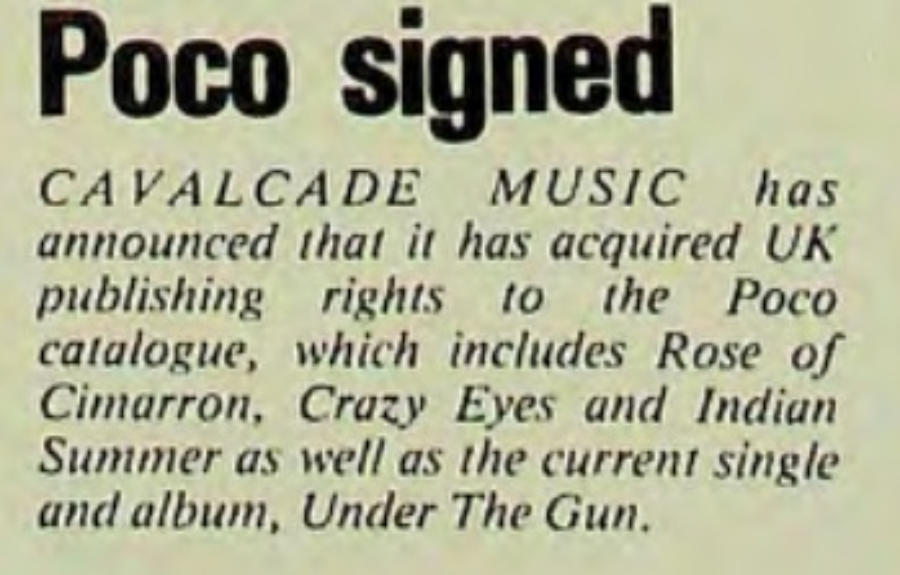 Poco signed
CAVALCADE MUSIC has
announced that it has acquired UK
publishing rights to the Poco
catalogue, which includes Rose of
Cimarron, Crazy Eyes and Indian
Summer as well as the current single
and album, Under The Gun.